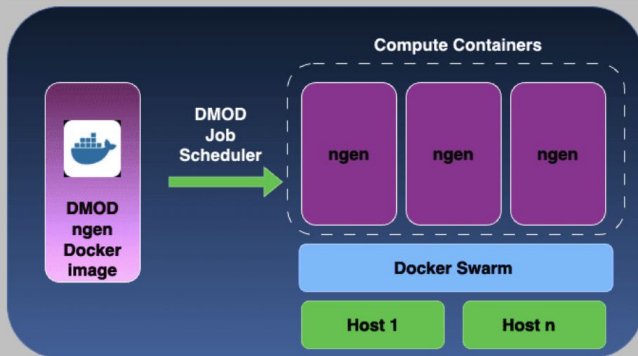 Compute Containers
DMOD
Job
Scheduler
ngen
ngen
ngen
DMOD
ngen
Docker
image
Docker Swarm
Host 1
Host n